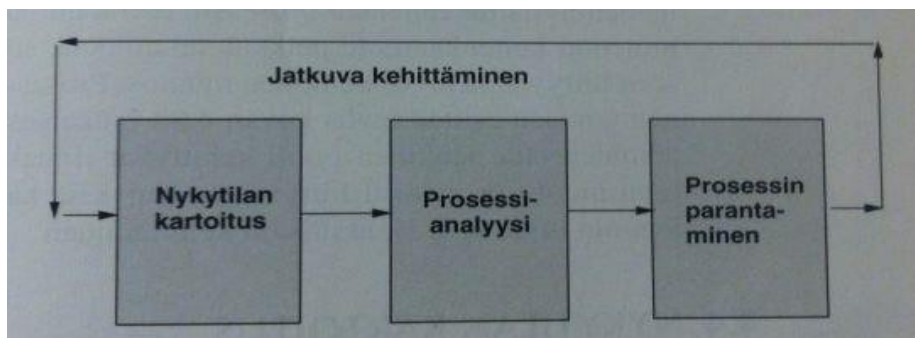 Jatkuva kehittäminen
Nykytilan
kartoitus
Prosessi-
analyysi
Prosessin
paranta-
minen